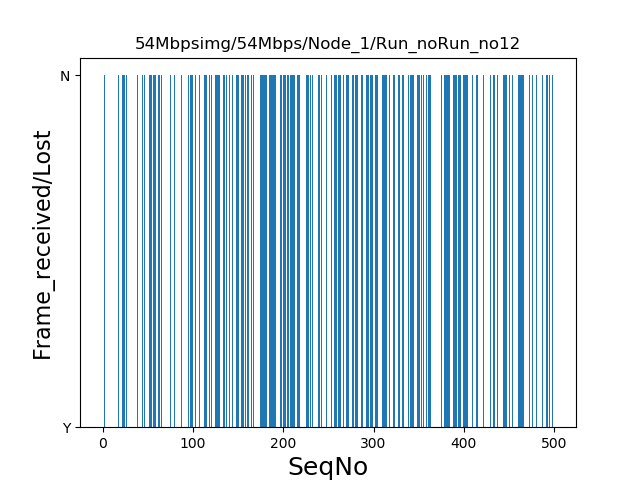 54Mbpsimg/54Mbps/Node_1/Run_noRun_no12
N
Frame_received/Lost
Y
0 100 200 300 400 500
SeqNo